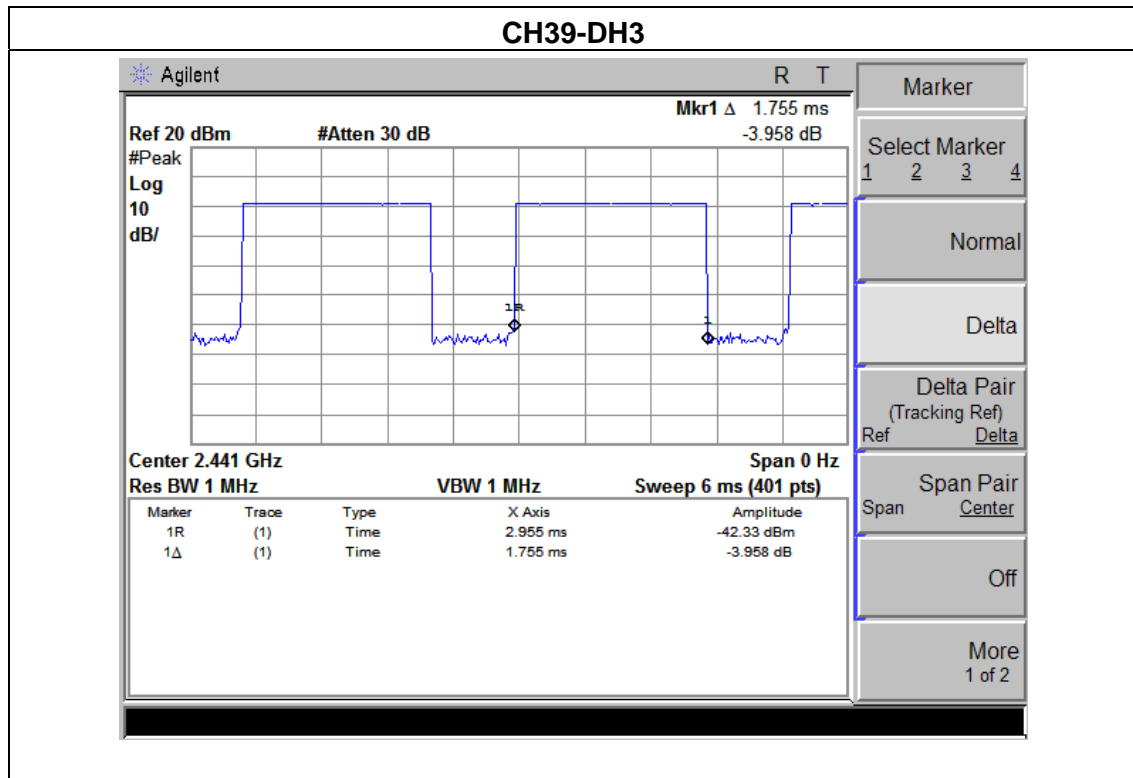 CH39-DH3
Agilent R T
Mkr1 Δ 1.755 ms
Ref 20 dBm #Atten 30 dB -3.958 dB
#Peak
Log
10
dB/
1R
1
Center 2.441 GHz Span 0 Hz
Res BW 1 MHz VBW 1 MHz Sweep 6 ms (401 pts)
Marker Trace Type X Axis Amplitude
1R (1) Time 2.955 ms -42.33 dBm
1Δ (1) Time 1.755 ms -3.958 dB
Marker
Select Marker
1 2 3 4
Normal
Delta
Delta Pair
(Tracking Ref)
Ref Delta
Span Pair
Span Center
Off
More
1 of 2